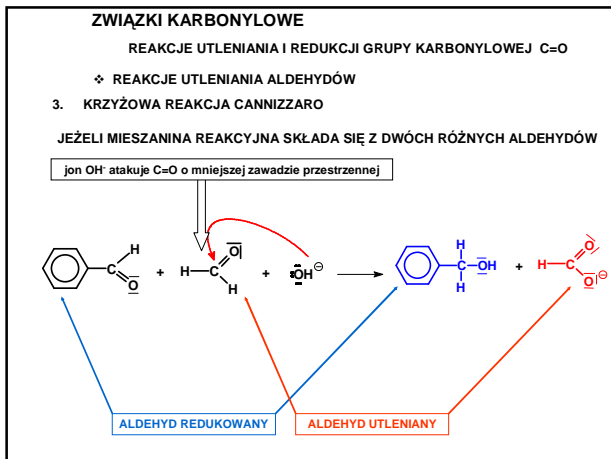 ZWIĄZKI KARBONYLOWE
REAKCJE UTLENIANIA I REDUKCJI GRUPY KARBONYLOWEJ C=O
❖ REAKCJE UTLENIANIA ALDEHYDÓW
3. KRZYŻOWA REAKCJA CANNIZZARO
JEŻELI MIESZANINA REAKCYJNA SKŁADA SIĘ Z DWÓCH RÓŻNYCH ALDEHYDÓW
jon OH⁻ atakuje C=O o mniejszej zawadzie przestrzennej
H C O + H C O H + OH ⊖ H C OH H + H C O O ⊖
ALDEHYD REDUKOWANY
ALDEHYD UTLENIANY